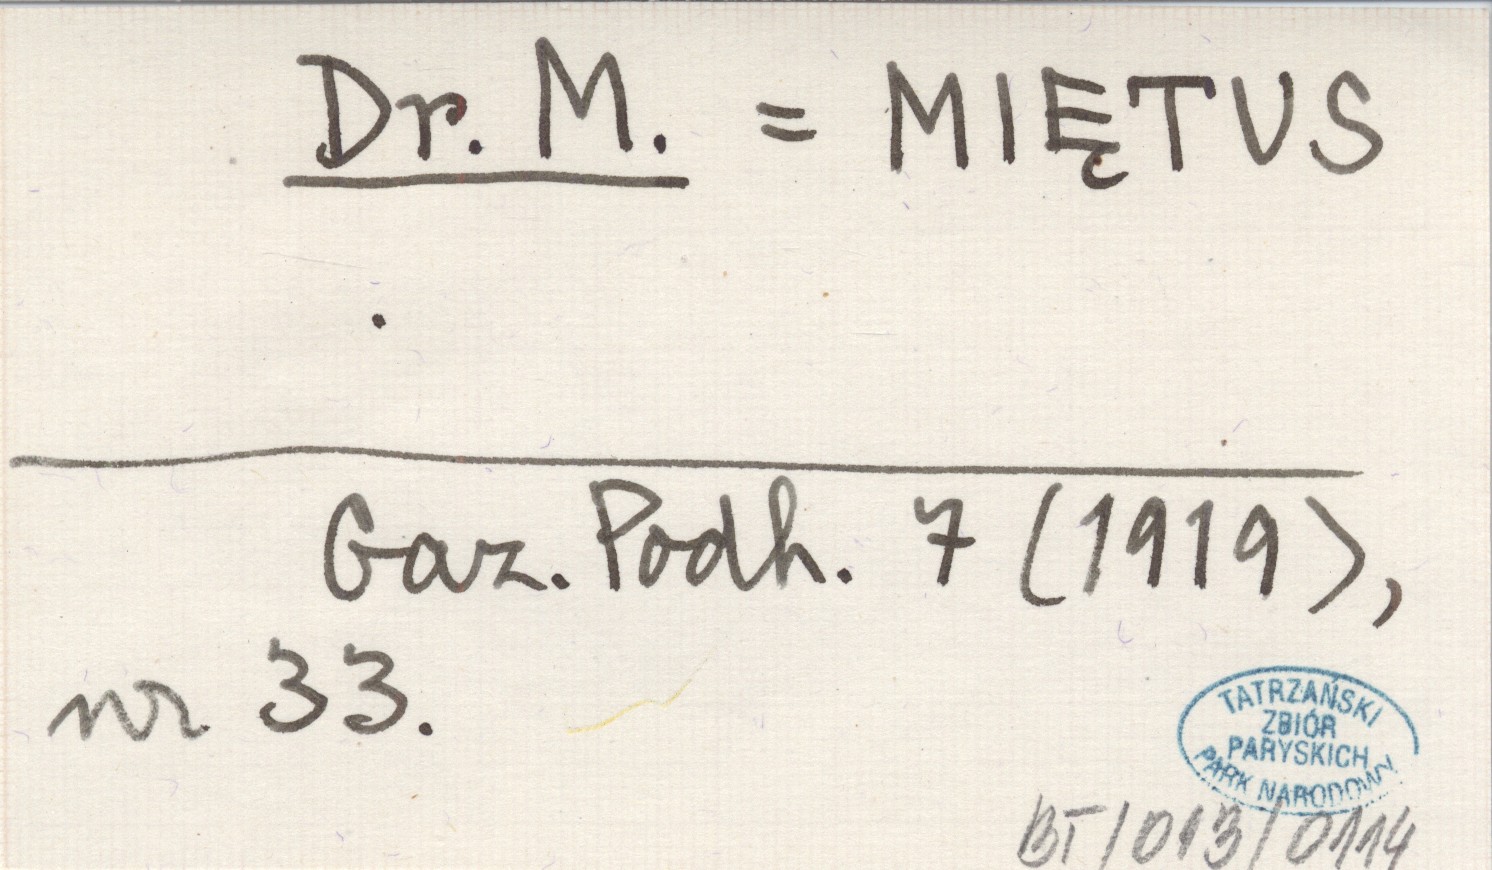 Dr. M. = MIĘTUS
Gaz. Podh. 7 (1919),
nr 33.
TATRZAŃSKI
ZBIÓR
PARYSKICH
PARK NARODOWY
BT/013/0114